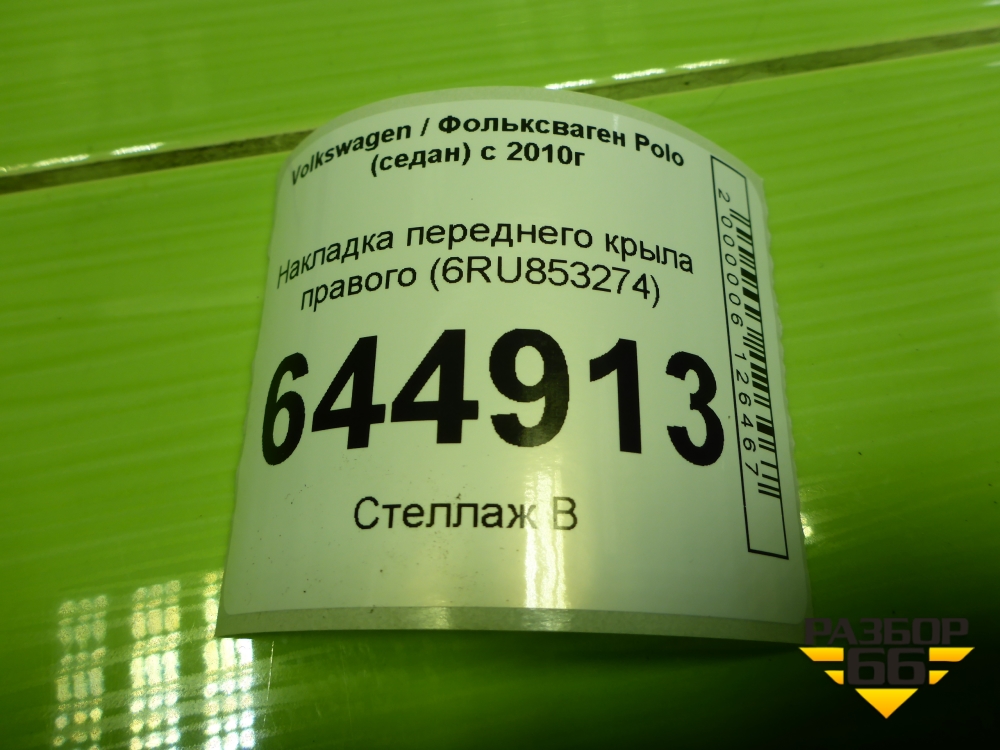 Volkswagen / Фольксваген Polo
(седан) с 2010г
Накладка переднего крыла
правого (6RU853274)
644913
Стеллаж В
2000006126467
РАЗБОР
66